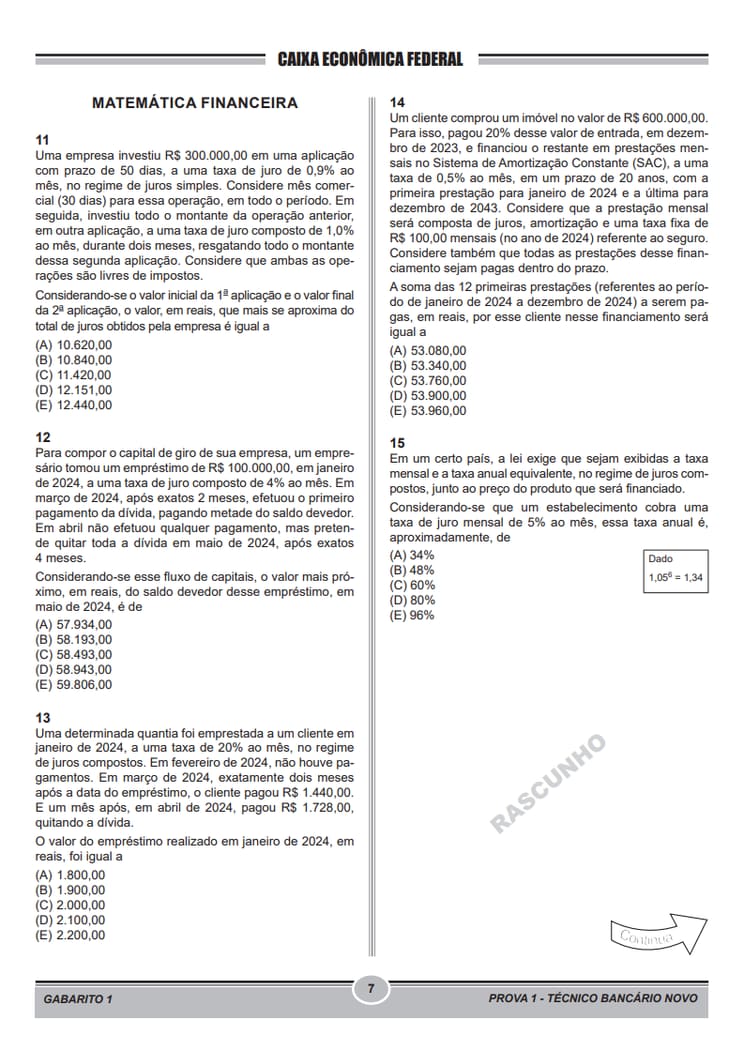 CAIXA ECONÔMICA FEDERAL
MATEMÁTICA FINANCEIRA
11
Uma empresa investiu R$ 300.000,00 em uma aplicação
com prazo de 50 dias, a uma taxa de juro de 0,9% ao
mês, no regime de juros simples. Considere mês comer-
cial (30 dias) para essa operação, em todo o período. Em
seguida, investiu todo o montante da operação anterior,
em outra aplicação, a uma taxa de juro composto de 1,0%
ao mês, durante dois meses, resgatando todo o montante
dessa segunda aplicação. Considere que ambas as ope-
rações são livres de impostos.
Considerando-se o valor inicial da 1ª aplicação e o valor final
da 2ª aplicação, o valor, em reais, que mais se aproxima do
total de juros obtidos pela empresa é igual a
(A) 10.620,00
(B) 10.840,00
(C) 11.420,00
(D) 12.151,00
(E) 12.440,00
12
Para compor o capital de giro de sua empresa, um empre-
sário tomou um empréstimo de R$ 100.000,00, em janeiro
de 2024, a uma taxa de juro composto de 4% ao mês. Em
março de 2024, após exatos 2 meses, efetuou o primeiro
pagamento da dívida, pagando metade do saldo devedor.
Em abril não efetuou qualquer pagamento, mas preten-
de quitar toda a dívida em maio de 2024, após exatos
4 meses.
Considerando-se esse fluxo de capitais, o valor mais pró-
ximo, em reais, do saldo devedor desse empréstimo, em
maio de 2024, é de
(A) 57.934,00
(B) 58.193,00
(C) 58.493,00
(D) 58.943,00
(E) 59.806,00
13
Uma determinada quantia foi emprestada a um cliente em
janeiro de 2024, a uma taxa de 20% ao mês, no regime
de juros compostos. Em fevereiro de 2024, não houve pa-
gamentos. Em março de 2024, exatamente dois meses
após a data do empréstimo, o cliente pagou R$ 1.440,00.
E um mês após, em abril de 2024, pagou R$ 1.728,00,
quitando a dívida.
O valor do empréstimo realizado em janeiro de 2024, em
reais, foi igual a
(A) 1.800,00
(B) 1.900,00
(C) 2.000,00
(D) 2.100,00
(E) 2.200,00
14
Um cliente comprou um imóvel no valor de R$ 600.000,00.
Para isso, pagou 20% desse valor de entrada, em dezem-
bro de 2023, e financiou o restante em prestações men-
sais no Sistema de Amortização Constante (SAC), a uma
taxa de 0,5% ao mês, em um prazo de 20 anos, com a
primeira prestação para janeiro de 2024 e a última para
dezembro de 2043. Considere que a prestação mensal
será composta de juros, amortização e uma taxa fixa de
R$ 100,00 mensais (no ano de 2024) referente ao seguro.
Considere também que todas as prestações desse finan-
ciamento sejam pagas dentro do prazo.
A soma das 12 primeiras prestações (referentes ao perío-
do de janeiro de 2024 a dezembro de 2024) a serem pa-
gas, em reais, por esse cliente nesse financiamento será
igual a
(A) 53.080,00
(B) 53.340,00
(C) 53.760,00
(D) 53.900,00
(E) 53.960,00
15
Em um certo país, a lei exige que sejam exibidas a taxa
mensal e a taxa anual equivalente, no regime de juros com-
postos, junto ao preço do produto que será financiado.
Considerando-se que um estabelecimento cobra uma
taxa de juro mensal de 5% ao mês, essa taxa anual é,
aproximadamente, de
(A) 34%
(B) 48%
(C) 60%
(D) 80%
(E) 96%
Dado
1,05⁶ = 1,34
RASCUNHO
Continua
GABARITO 1
7
PROVA 1 - TÉCNICO BANCÁRIO NOVO